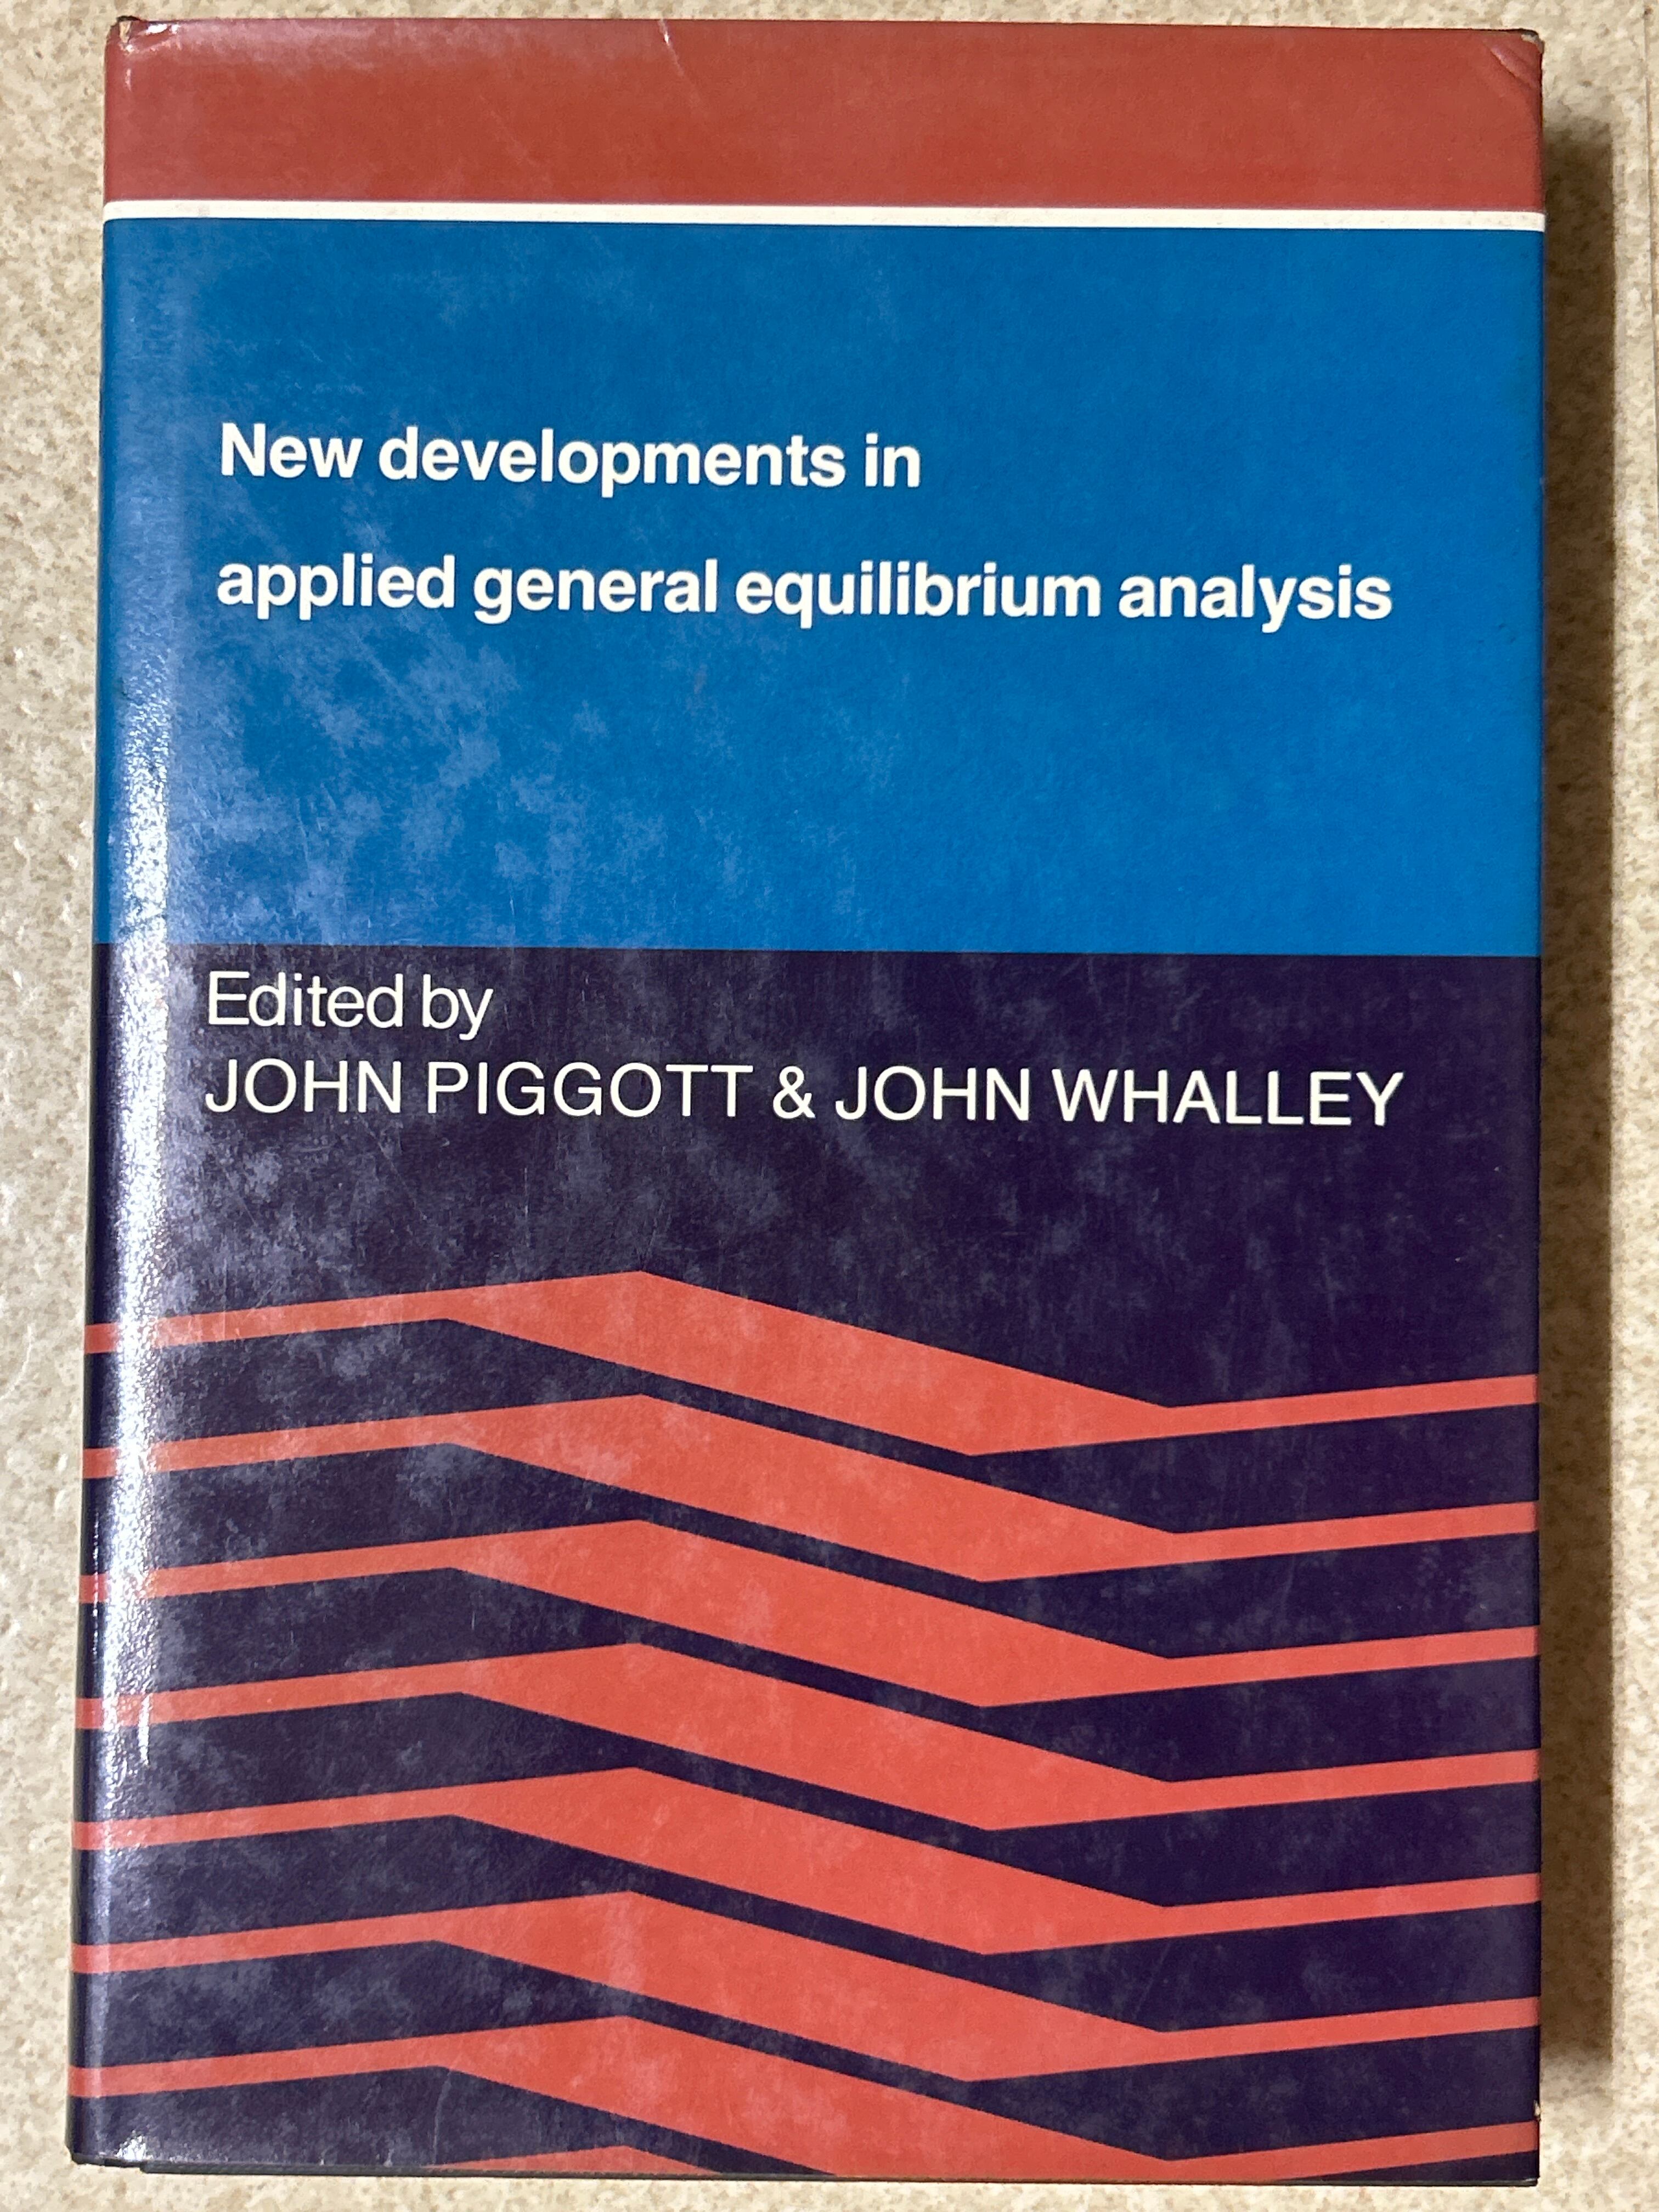 New developments in
applied general equilibrium analysis
Edited by
JOHN PIGGOTT & JOHN WHALLEY